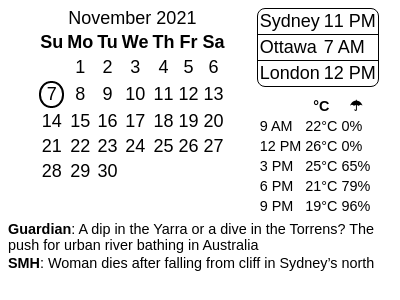 November 2021
Su Mo Tu We Th Fr Sa
1 2 3 4 5 6
7 8 9 10 11 12 13
14 15 16 17 18 19 20
21 22 23 24 25 26 27
28 29 30
Sydney 11 PM
Ottawa 7 AM
London 12 PM
°C ☂
9 AM 22°C 0%
12 PM 26°C 0%
3 PM 25°C 65%
6 PM 21°C 79%
9 PM 19°C 96%
Guardian: A dip in the Yarra or a dive in the Torrens? The
push for urban river bathing in Australia
SMH: Woman dies after falling from cliff in Sydney's north